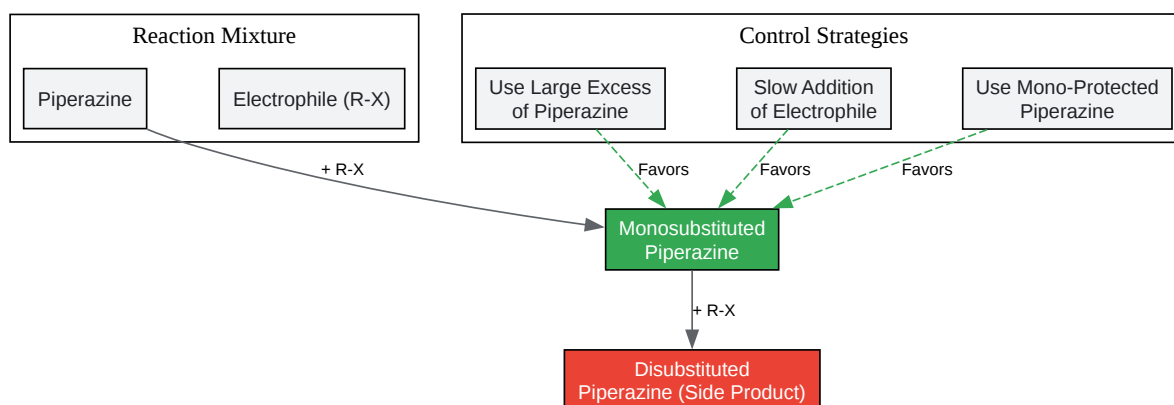 Reaction Mixture
Piperazine
Electrophile (R-X)
Control Strategies
Use Large Excess
of Piperazine
Slow Addition
of Electrophile
Use Mono-Protected
Piperazine
+ R-X
Favors
Favors
Favors
Monosubstituted
Piperazine
+ R-X
Disubstituted
Piperazine (Side Product)